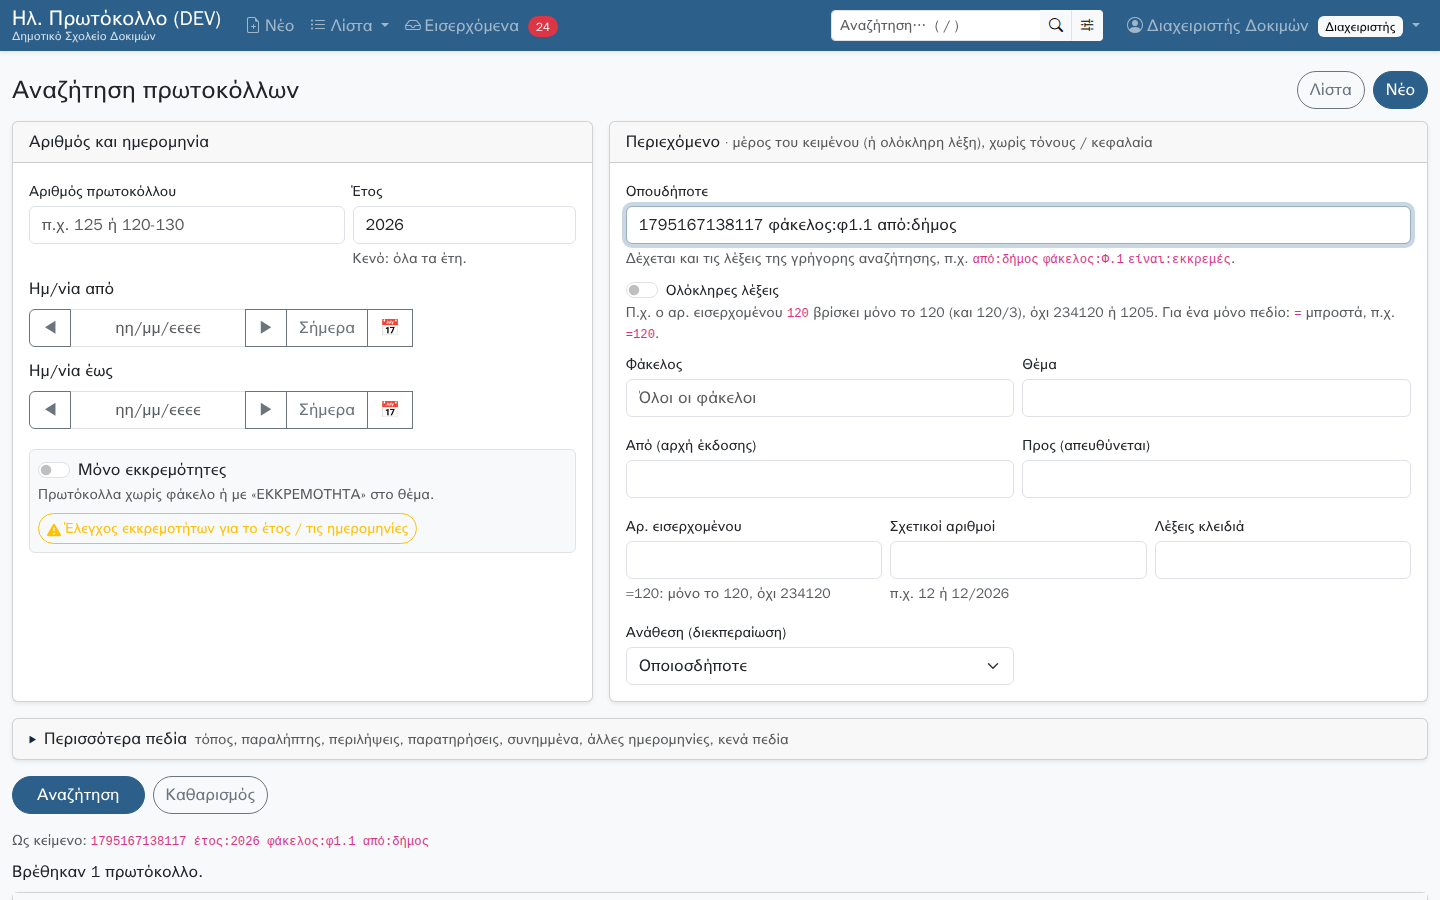 Ηλ. Πρωτόκολλο (DEV)
Δημοτικό Σχολείο Δοκιμών
Νέο
Λίστα
Εισερχόμενα 24
Αναζήτηση… ( / )
Διαχειριστής Δοκιμών Διαχειριστής
Αναζήτηση πρωτοκόλλων
Λίστα
Νέο
Αριθμός και ημερομηνία
Αριθμός πρωτοκόλλου
Έτος
π.χ. 125 ή 120-130
2026
Κενό: όλα τα έτη.
Ημ/νία από
ηη/μμ/εεεε
Σήμερα
Ημ/νία έως
ηη/μμ/εεεε
Σήμερα
Μόνο εκκρεμότητες
Πρωτόκολλα χωρίς φάκελο ή με «ΕΚΚΡΕΜΟΤΗΤΑ» στο θέμα.
Έλεγχος εκκρεμοτήτων για το έτος / τις ημερομηνίες
Περιεχόμενο · μέρος του κειμένου (ή ολόκληρη λέξη), χωρίς τόνους / κεφαλαία
Οπουδήποτε
1795167138117 φάκελος:φ1.1 από:δήμος
Δέχεται και τις λέξεις της γρήγορης αναζήτησης, π.χ. από:δήμος φάκελος:Φ.1 είναι:εκκρεμές.
Ολόκληρες λέξεις
Π.χ. ο αρ. εισερχομένου 120 βρίσκει μόνο το 120 (και 120/3), όχι 234120 ή 1205. Για ένα μόνο πεδίο: = μπροστά, π.χ.
=120.
Φάκελος
Θέμα
Όλοι οι φάκελοι
Από (αρχή έκδοσης)
Προς (απευθύνεται)
Αρ. εισερχομένου
Σχετικοί αριθμοί
Λέξεις κλειδιά
=120: μόνο το 120, όχι 234120
π.χ. 12 ή 12/2026
Ανάθεση (διεκπεραίωση)
Οποιοσδήποτε
Περισσότερα πεδία τόπος, παραλήπτης, περιλήψεις, παρατηρήσεις, συνημμένα, άλλες ημερομηνίες, κενά πεδία
Αναζήτηση
Καθαρισμός
Ως κείμενο: 1795167138117 έτος:2026 φάκελος:φ1.1 από:δήμος
Βρέθηκαν 1 πρωτόκολλο.